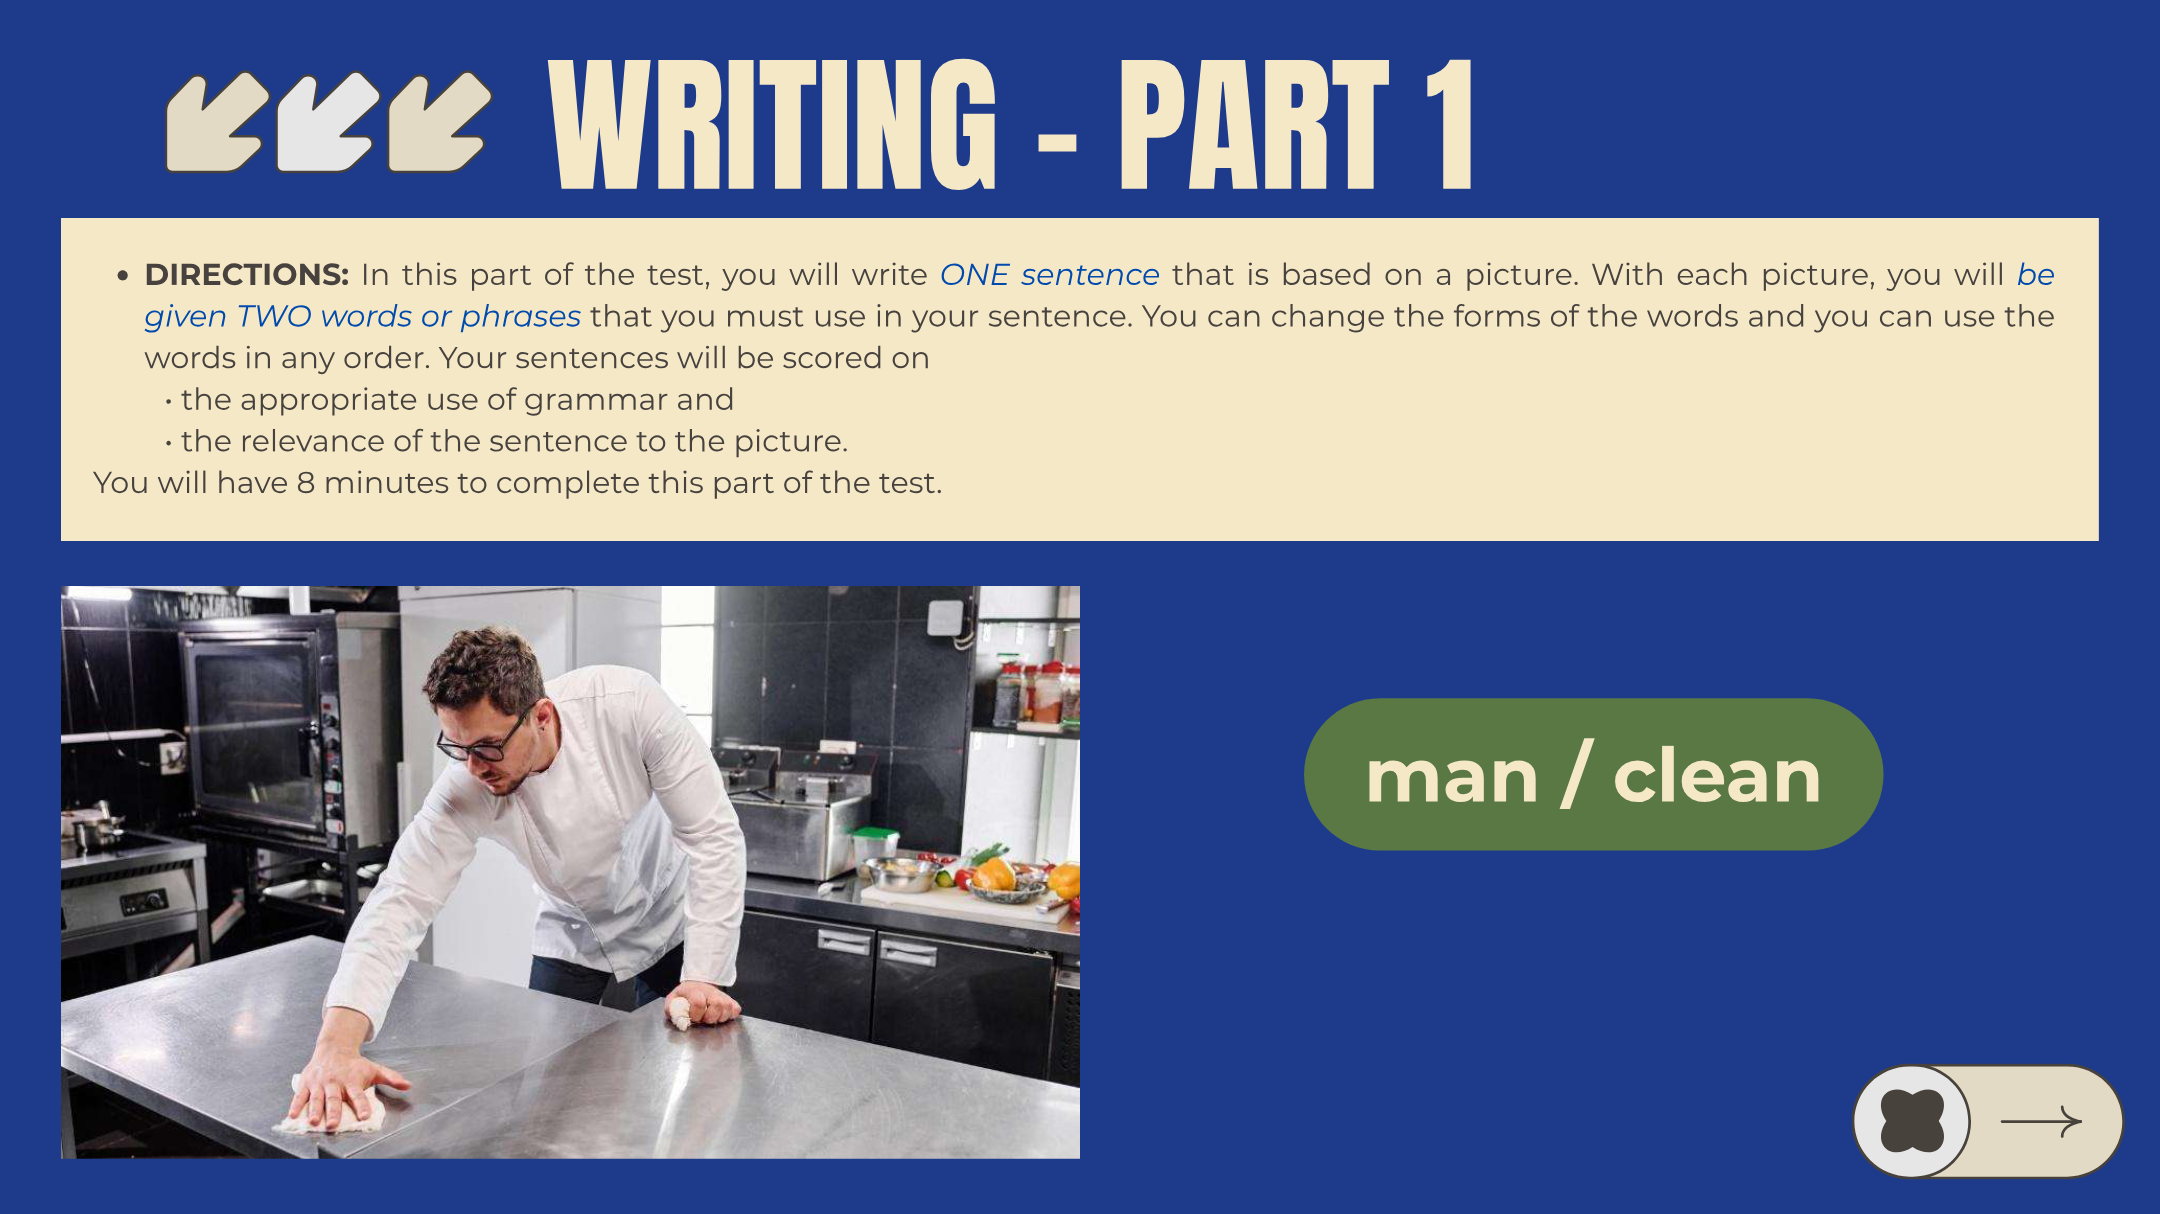 WRITING - PART 1
• DIRECTIONS: In this part of the test, you will write ONE sentence that is based on a picture. With each picture, you will be
given TWO words or phrases that you must use in your sentence. You can change the forms of the words and you can use the
words in any order. Your sentences will be scored on
• the appropriate use of grammar and
• the relevance of the sentence to the picture.
You will have 8 minutes to complete this part of the test.
man / clean